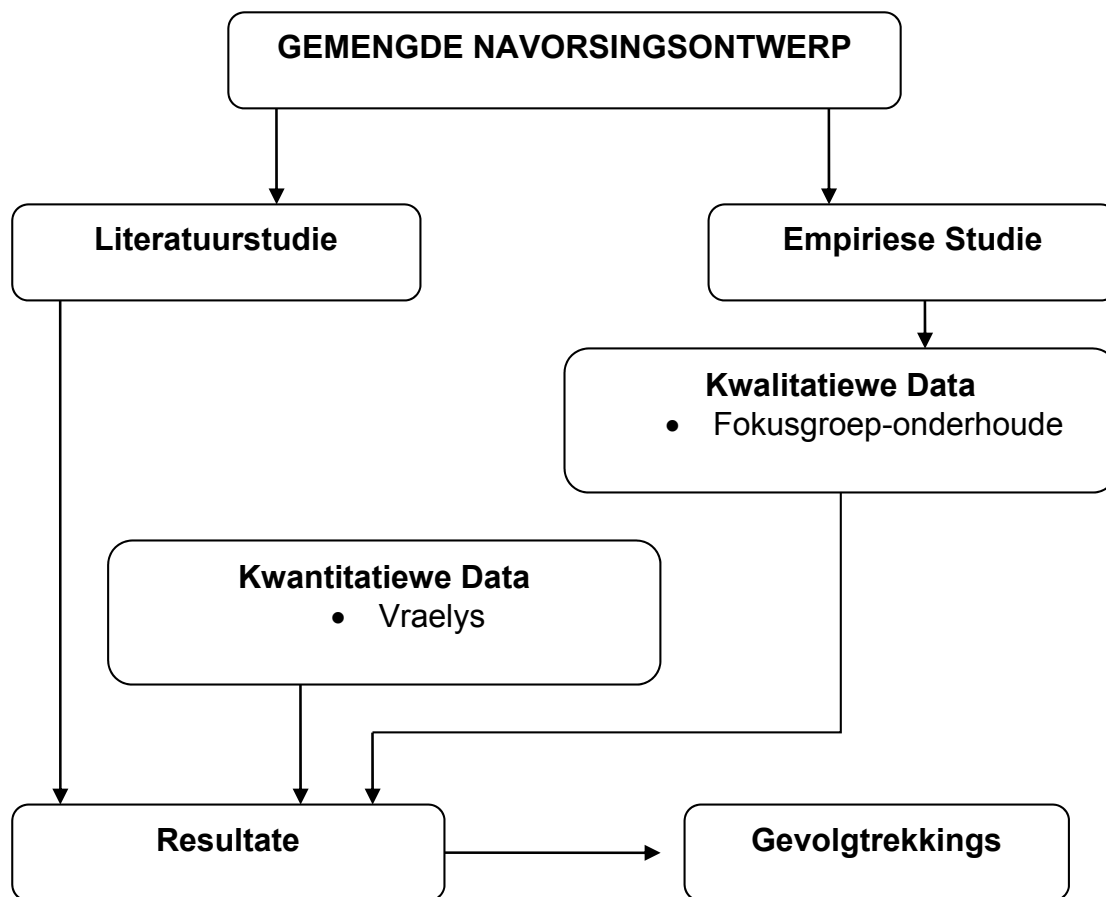 GEMENGDE NAVORSINGSONTWERP
Literatuurstudie
Empiriese Studie
Kwalitatiewe Data
• Fokusgroep-onderhoude
Kwantitatiewe Data
• Vraelys
Resultate
Gevolgtrekkings